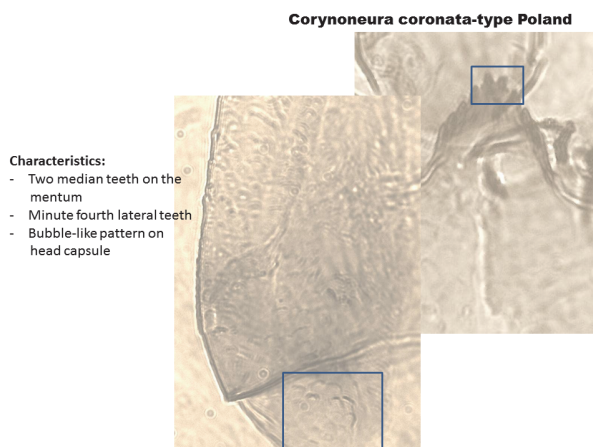 Corynoneura coronata-type Poland
Characteristics:
- Two median teeth on the
mentum
- Minute fourth lateral teeth
- Bubble-like pattern on
head capsule